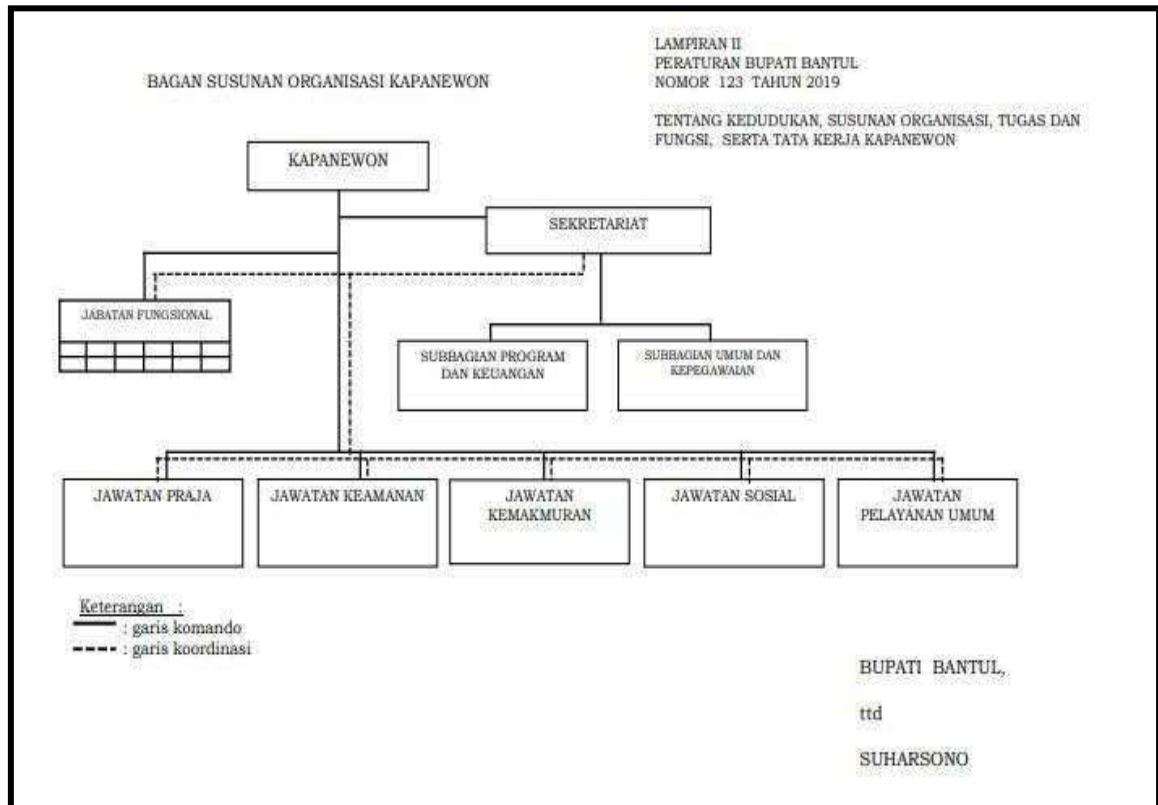 LAMPIRAN II
PERATURAN BUPATI BANTUL
NOMOR 123 TAHUN 2019
TENTANG KEDUDUKAN, SUSUNAN ORGANISASI, TUGAS DAN
FUNGSI, SERTA TATA KERJA KAPANEWON
BAGAN SUSUNAN ORGANISASI KAPANEWON
KAPANEWON
SEKRETARIAT
JABATAN FUNGSIONAL
SUBBAGIAN PROGRAM
DAN KEUANGAN
SUBBAGIAN UMUM DAN
KEPEGAWAIAN
JAWATAN PRAJA
JAWATAN KEAMANAN
JAWATAN
KEMAKMURAN
JAWATAN SOSIAL
JAWATAN
PELAYANAN UMUM
Keterangan :
: garis komando
: garis koordinasi
BUPATI BANTUL,
ttd
SUHARSONO